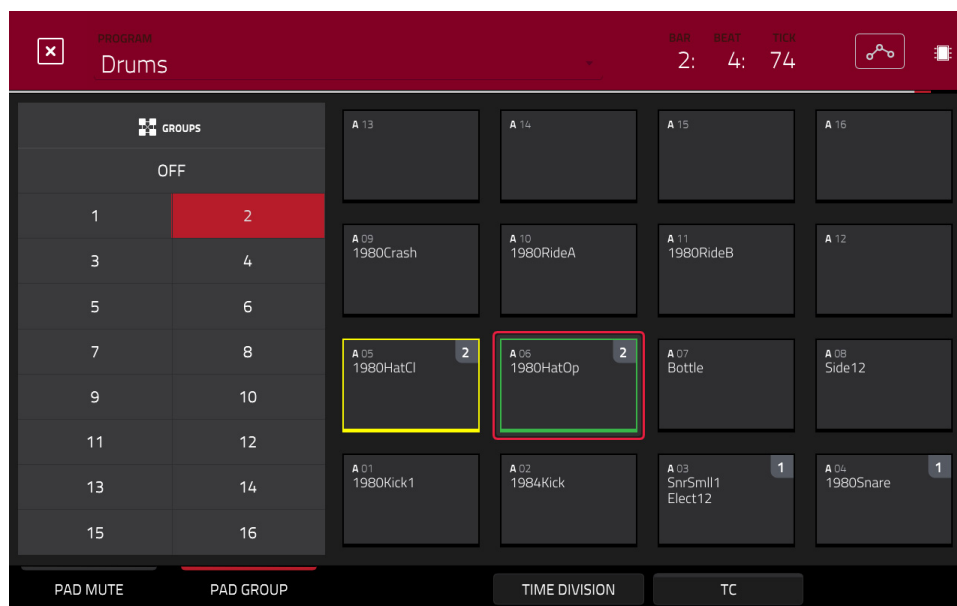 PROGRAM BAR BEAT TICK
Drums 2: 4: 74
GROUPS
OFF
1 2
3 4
5 6
7 8
9 10
11 12
13 14
15 16
A 13
A 14
A 15
A 16
A 09
1980Crash
A 10
1980RideA
A 11
1980RideB
A 12
A 05 2
1980HatCl
A 06 2
1980HatOp
A 07
Bottle
A 08
Side12
A 01
1980Kick1
A 02
1984Kick
A 03 1
SnrSmll1
Elect12
A 04 1
1980Snare
PAD MUTE PAD GROUP TIME DIVISION TC